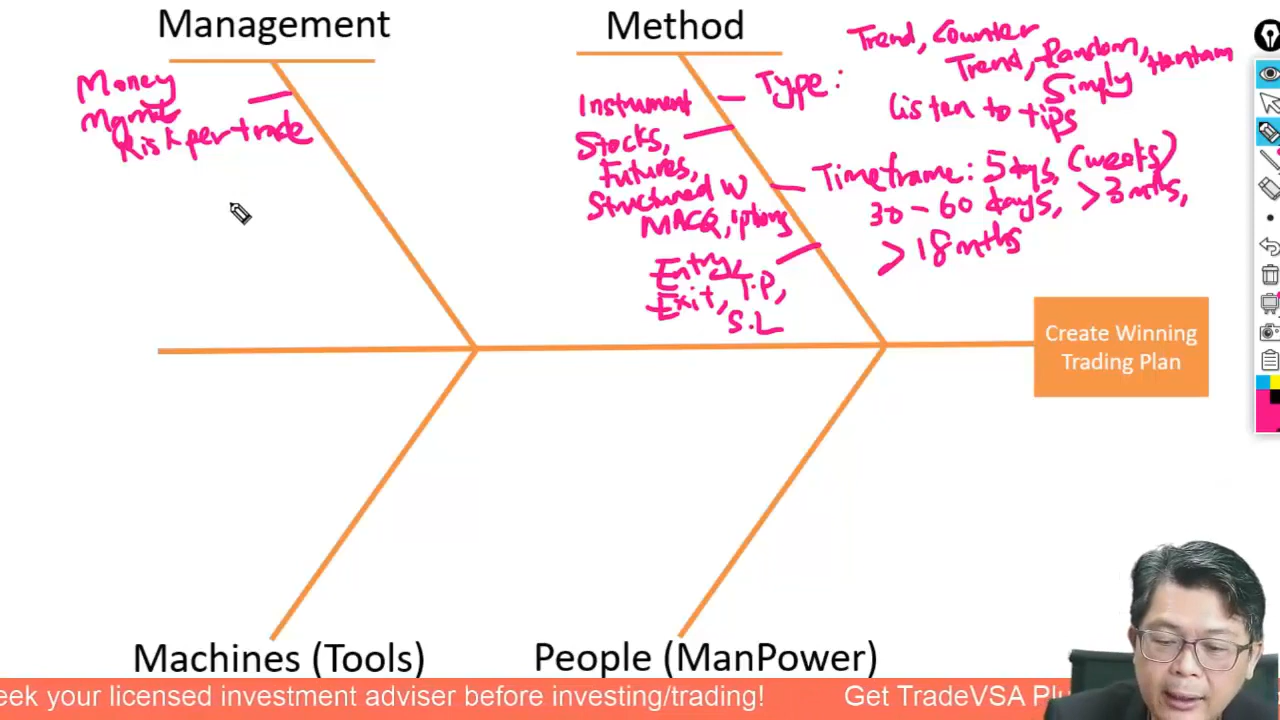 Management
Money
Mgmt
Risk per trade
Method
Type:
Trend, Counter
Trend, Random,
Simply Hantam
Listen to tips
Instrument
Stocks,
Futures,
Structured W
MACQ, iptions
Timeframe: 5 days, (weeks)
30-60 days, >3 mths,
>18 mths
Entry
Exit, T.P,
S.L
Create Winning
Trading Plan
Machines (Tools)
People (ManPower)
eek your licensed investment adviser before investing/trading!
Get TradeVSA Plu